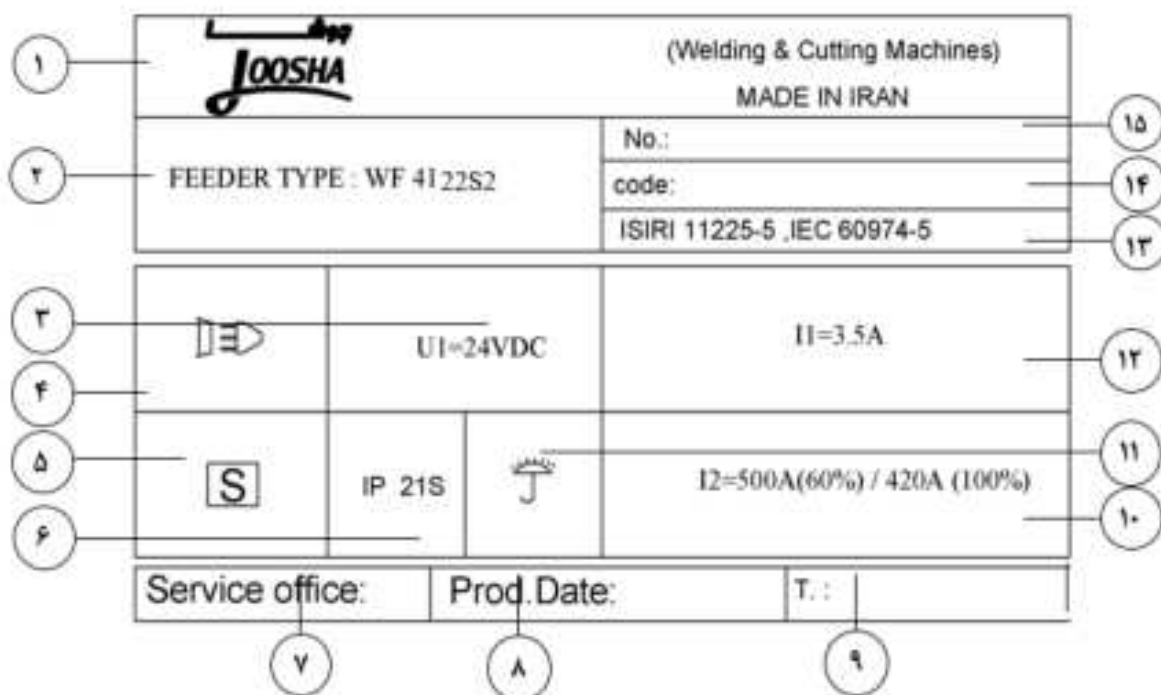 جوشا
JOOSHA
(Welding & Cutting Machines)
MADE IN IRAN
۱
۱۵
No.:
۲
FEEDER TYPE : WF 4122S2
code:
۱۴
ISIRI 11225-5 ,IEC 60974-5
۱۳
۳
U1=24VDC
I1=3.5A
۱۲
۴
۵
S
IP 21S
I2=500A(60%) / 420A (100%)
۱۱
۱۰
۶
Service office:
Prod.Date:
T. :
۷
۸
۹